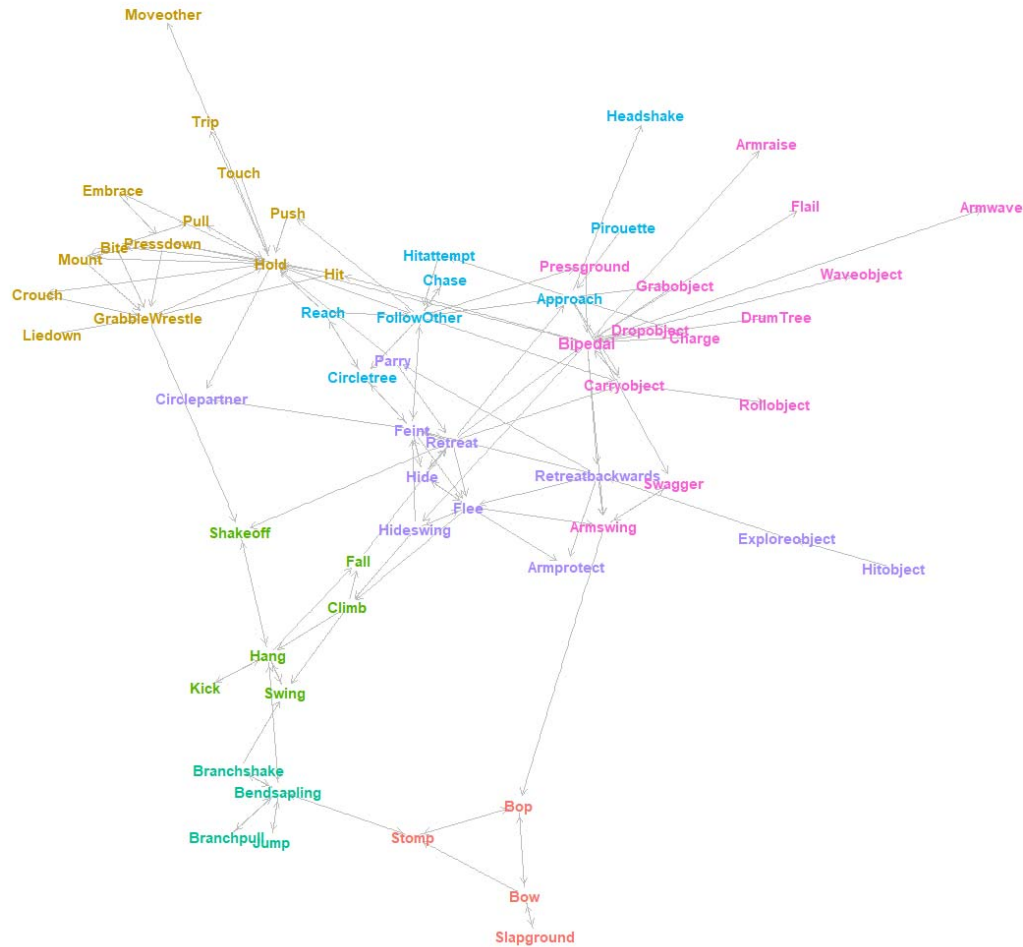 Moveother
Headshake
Trip
Armraise
Touch
Embrace
Flail
Armwave
Push
Pull
Pirouette
Pressdown
Bite
Hitattempt
Mount
Hold
Pressground
Hit
Waveobject
Chase
Grabobject
Crouch
Approach
Reach
FollowOther
GrabbleWrestle
DrumTree
Dropobject
Liedown
Charge
Bipedal
Parry
Circletree
Carryobject
Circlepartner
Rollobject
Feint
Retreat
Hide
Retreatbackwards
Swagger
Flee
Armswing
Hideswing
Shakeoff
Exploreobject
Fall
Armprotect
Hitobject
Climb
Hang
Kick
Swing
Branchshake
Bendsapling
Bop
Branchpull
Jump
Stomp
Bow
Slapground